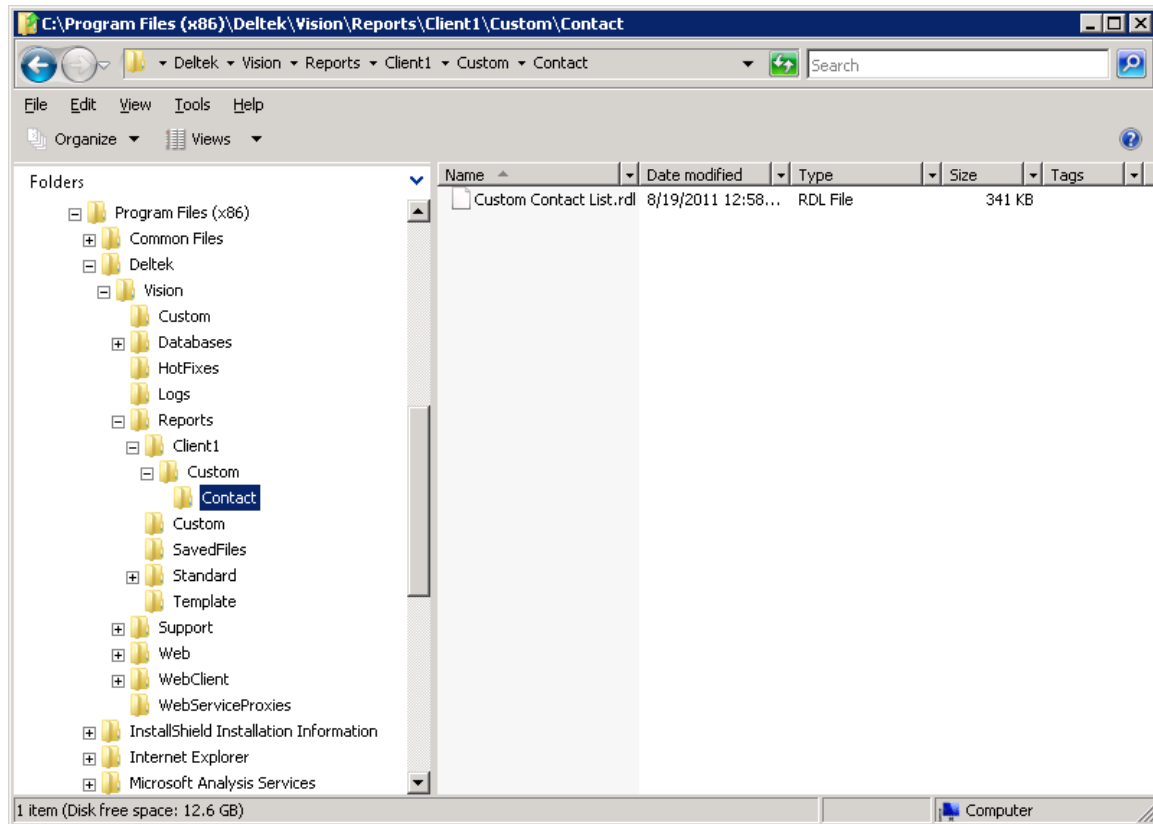 C:\Program Files (x86)\Deltek\Vision\Reports\Client1\Custom\Contact
Deltek Vision Reports Client1 Custom Contact
Search
File Edit View Tools Help
Organize Views
Folders
Name Date modified Type Size Tags
Custom Contact List.rdl 8/19/2011 12:58... RDL File 341 KB
Program Files (x86)
Common Files
Deltek
Vision
Custom
Databases
HotFixes
Logs
Reports
Client1
Custom
Contact
Custom
SavedFiles
Standard
Template
Support
Web
WebClient
WebServiceProxies
InstallShield Installation Information
Internet Explorer
Microsoft Analysis Services
1 item (Disk free space: 12.6 GB)
Computer